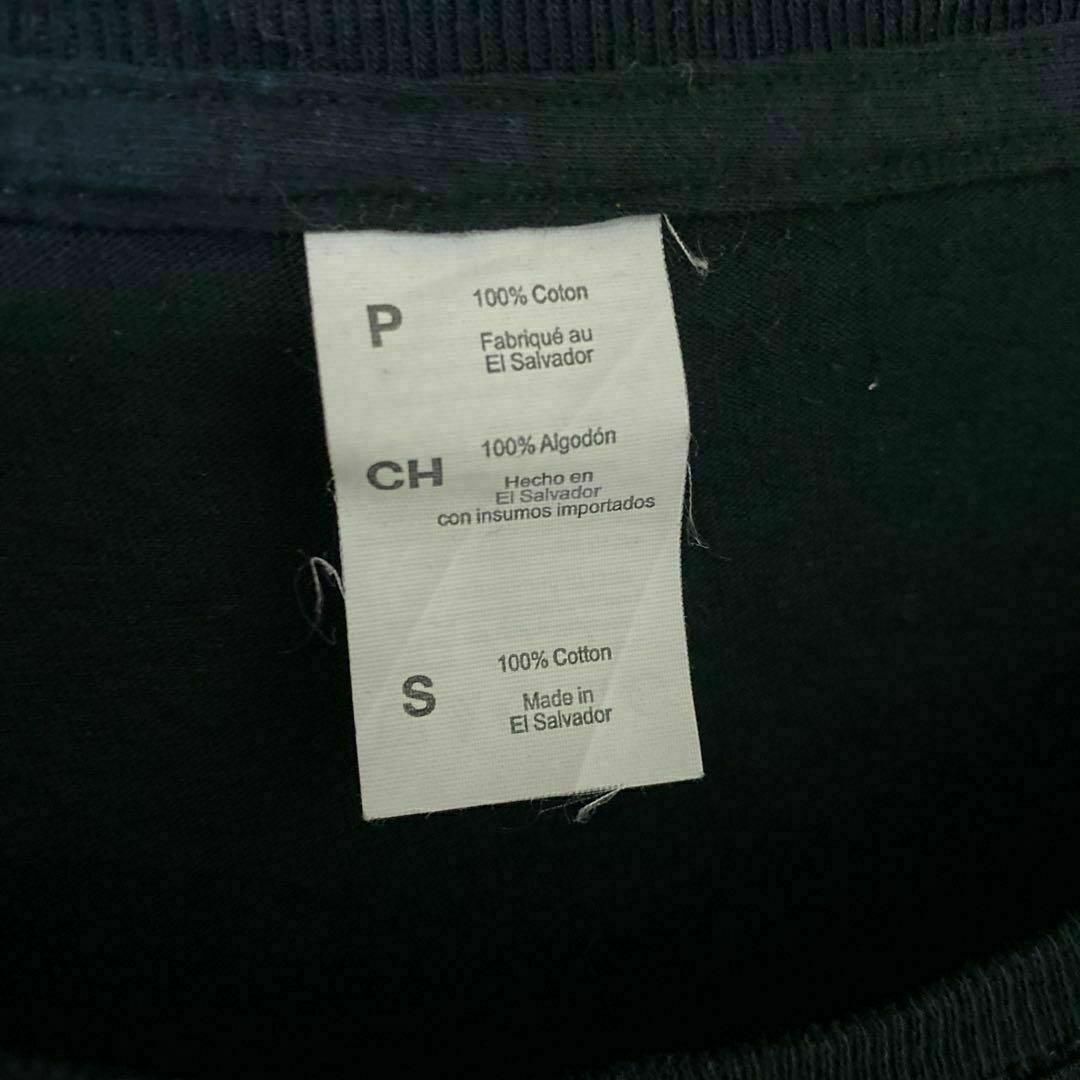 P
100% Coton
Fabriqué au
El Salvador
CH
100% Algodón
Hecho en
El Salvador
con insumos importados
S
100% Cotton
Made in
El Salvador